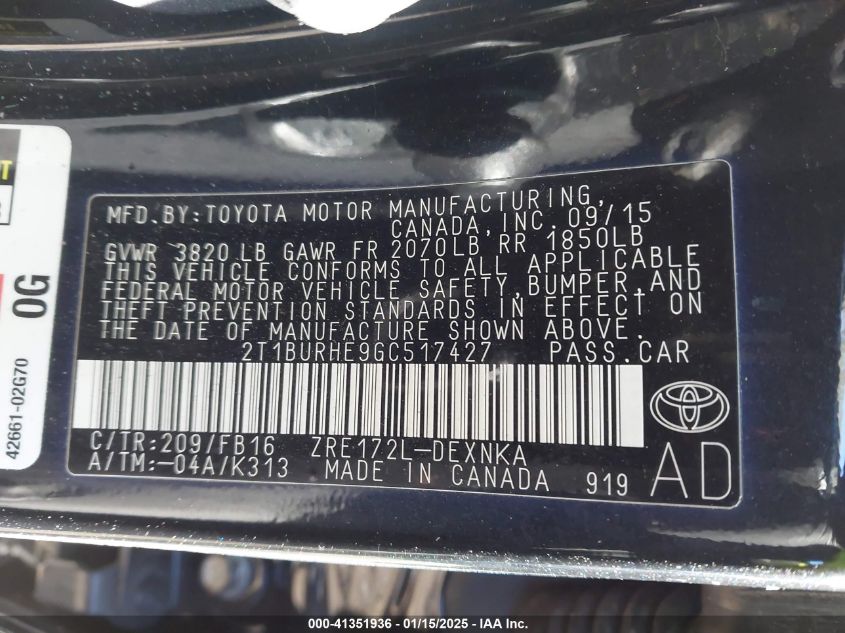 MFD.BY:TOYOTA MOTOR MANUFACTURING,
CANADA,INC. 09/15
GVWR 3820 LB GAWR FR 2070LB RR 1850LB
THIS VEHICLE CONFORMS TO ALL APPLICABLE
FEDERAL MOTOR VEHICLE SAFETY,BUMPER,AND
THEFT PREVENTION STANDARDS IN EFFECT ON
THE DATE OF MANUFACTURE SHOWN ABOVE.
2T1BURHE9GC517427 PASS.CAR
C/TR:209/FB16 ZRE172L-DEXNKA
A/TM:-04A/K313 MADE IN CANADA 919
AD
0G
42661-02G70
000-41351936 - 01/15/2025 - IAA Inc.